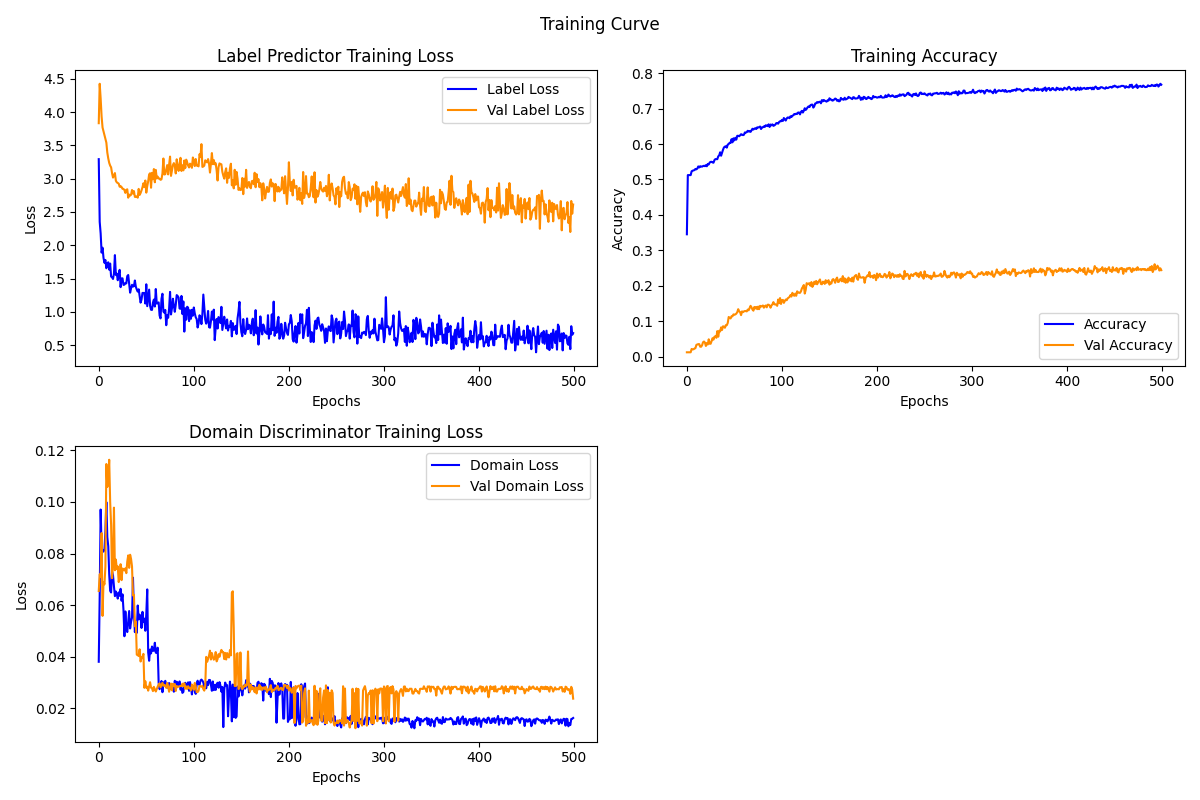 Training Curve
Label Predictor Training Loss
4.5
4.0
3.5
3.0
2.5
2.0
1.5
1.0
0.5
Loss
0
100
200
300
400
500
Epochs
Label Loss
Val Label Loss
Training Accuracy
0.8
0.7
0.6
0.5
0.4
0.3
0.2
0.1
0.0
Accuracy
0
100
200
300
400
500
Epochs
Accuracy
Val Accuracy
Domain Discriminator Training Loss
0.12
0.10
0.08
0.06
0.04
0.02
Loss
0
100
200
300
400
500
Epochs
Domain Loss
Val Domain Loss